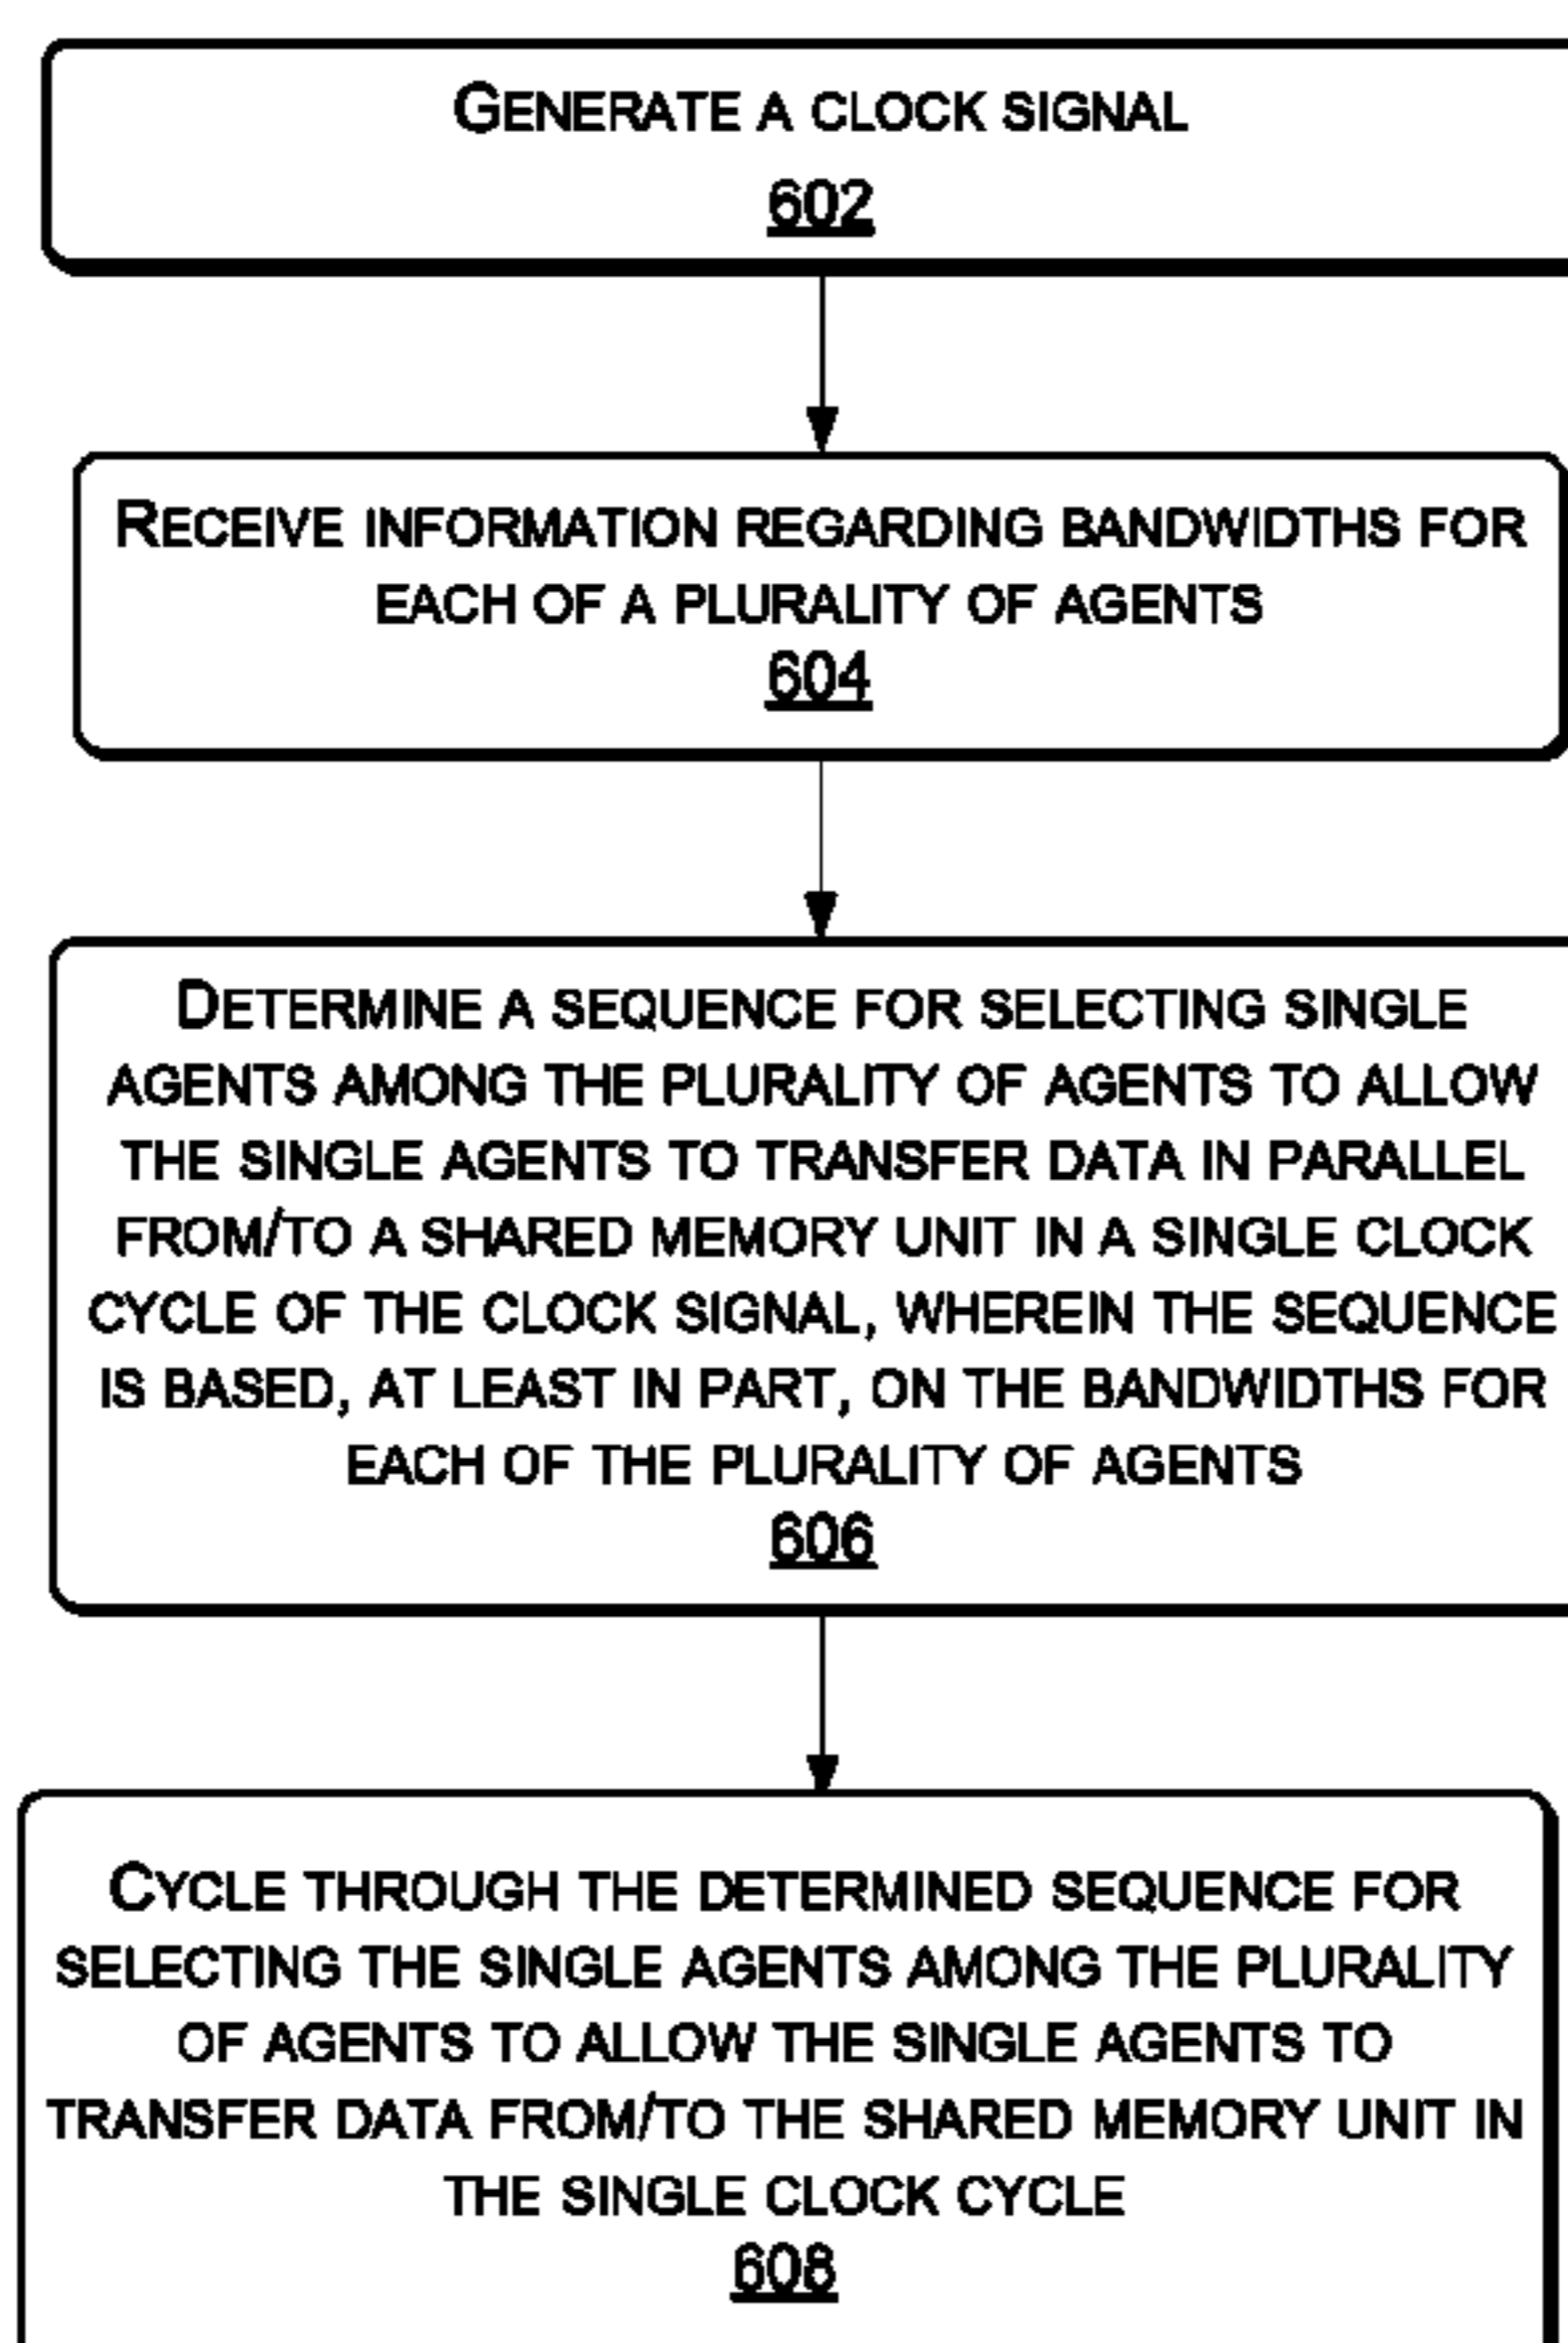 GENERATE A CLOCK SIGNAL
602
RECEIVE INFORMATION REGARDING BANDWIDTHS FOR
EACH OF A PLURALITY OF AGENTS
604
DETERMINE A SEQUENCE FOR SELECTING SINGLE
AGENTS AMONG THE PLURALITY OF AGENTS TO ALLOW
THE SINGLE AGENTS TO TRANSFER DATA IN PARALLEL
FROM/TO A SHARED MEMORY UNIT IN A SINGLE CLOCK
CYCLE OF THE CLOCK SIGNAL, WHEREIN THE SEQUENCE
IS BASED, AT LEAST IN PART, ON THE BANDWIDTHS FOR
EACH OF THE PLURALITY OF AGENTS
606
CYCLE THROUGH THE DETERMINED SEQUENCE FOR
SELECTING THE SINGLE AGENTS AMONG THE PLURALITY
OF AGENTS TO ALLOW THE SINGLE AGENTS TO
TRANSFER DATA FROM/TO THE SHARED MEMORY UNIT IN
THE SINGLE CLOCK CYCLE
608